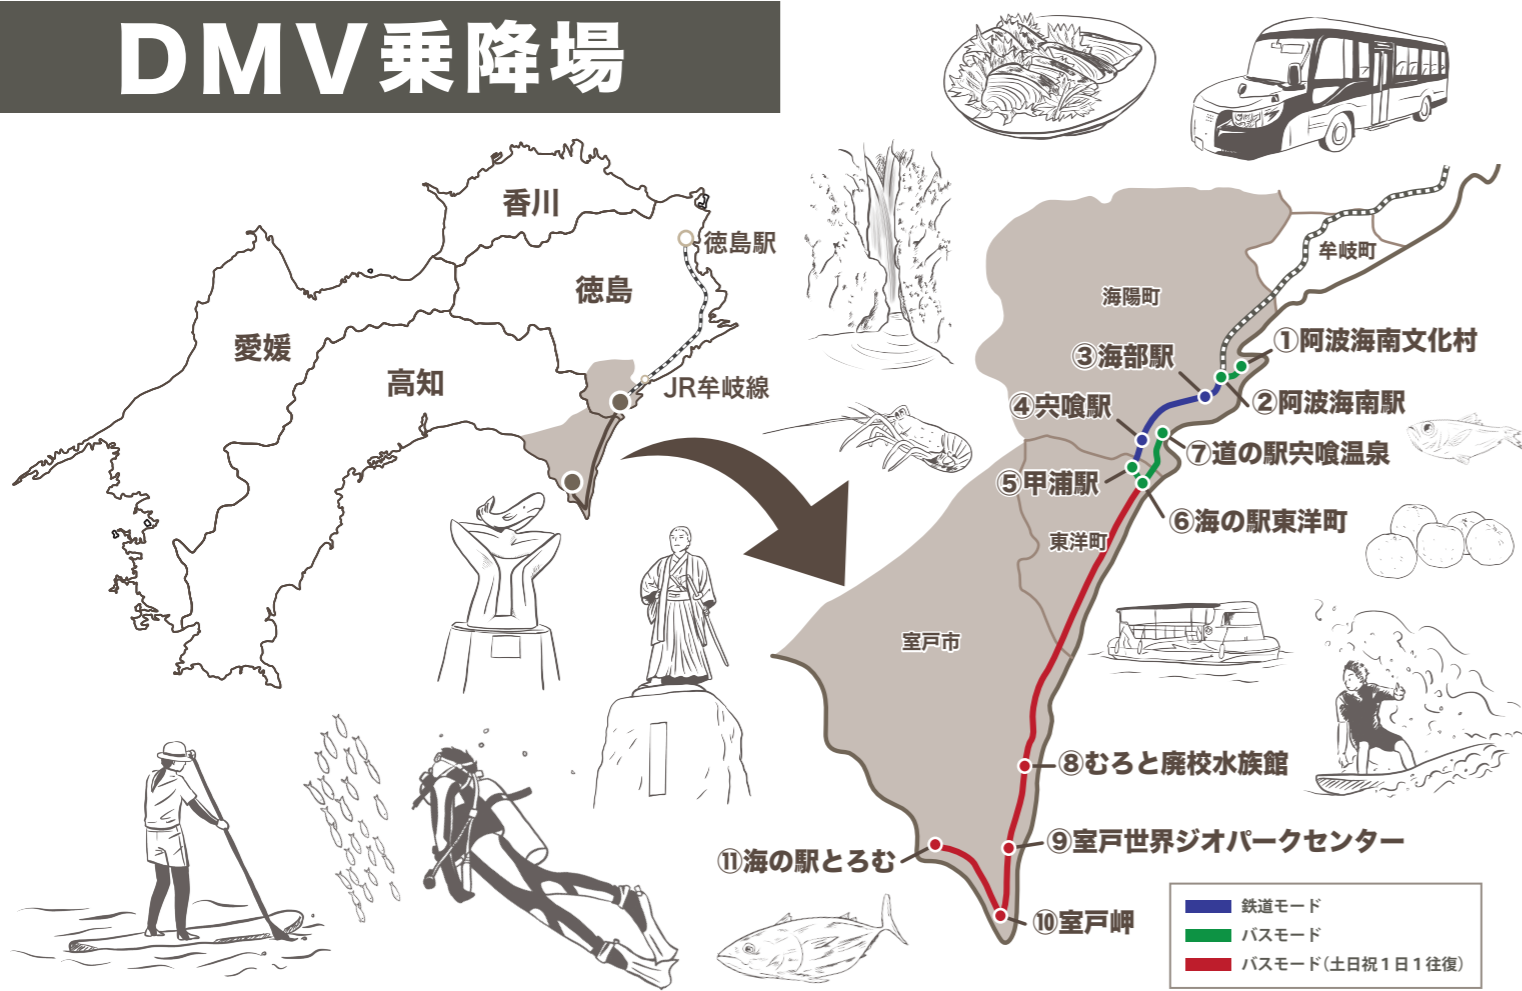 DMV乗降場
香川
徳島駅
徳島
愛媛
高知
JR牟岐線
牟岐町
海陽町
①阿波海南文化村
③海部駅
②阿波海南駅
④宍喰駅
⑦道の駅宍喰温泉
⑤甲浦駅
⑥海の駅東洋町
東洋町
室戸市
⑧むろと廃校水族館
⑨室戸世界ジオパークセンター
⑪海の駅とろむ
⑩室戸岬
鉄道モード
バスモード
バスモード(土日祝1日1往復)